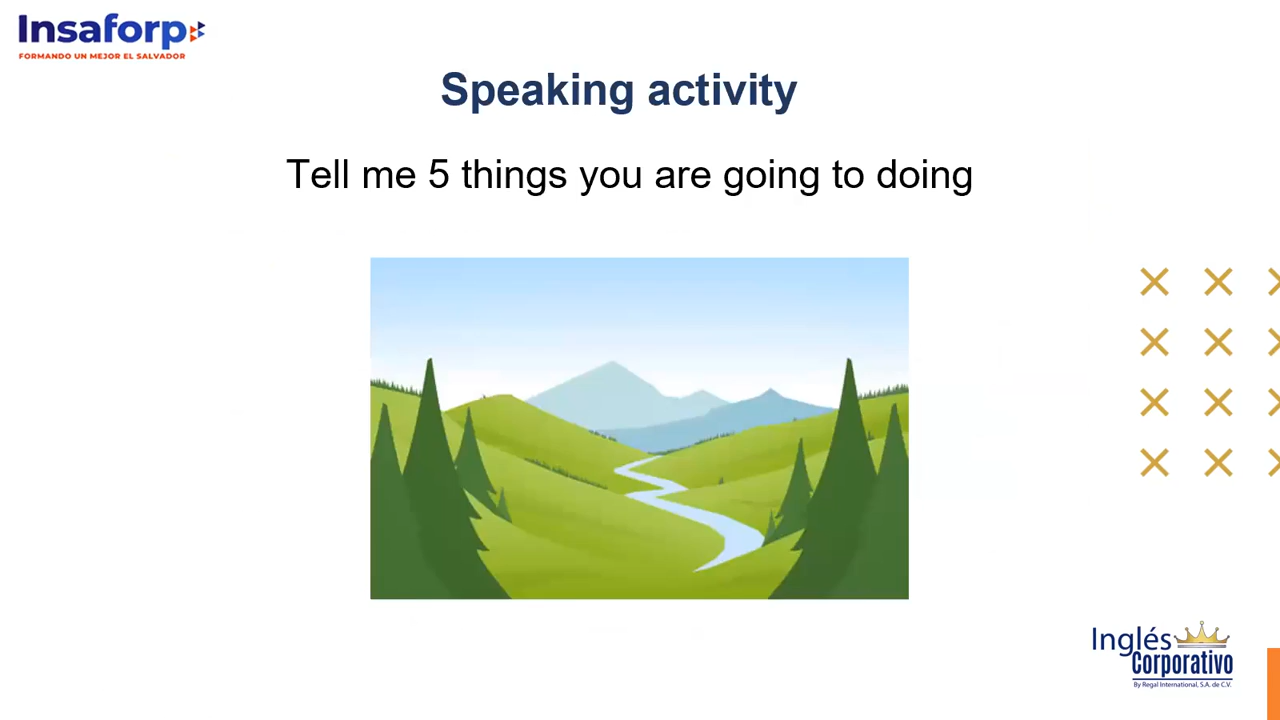 Insaforp
FORMANDO UN MEJOR EL SALVADOR
Speaking activity
Tell me 5 things you are going to doing
Inglés
Corporativo
By Regal International, S.A. de C.V.